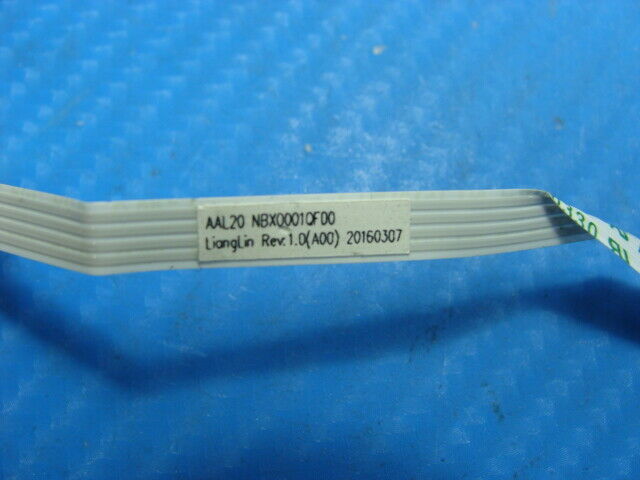 AAL20 NBX0001QF00
LiangLin Rev:1.0(A00) 20160307